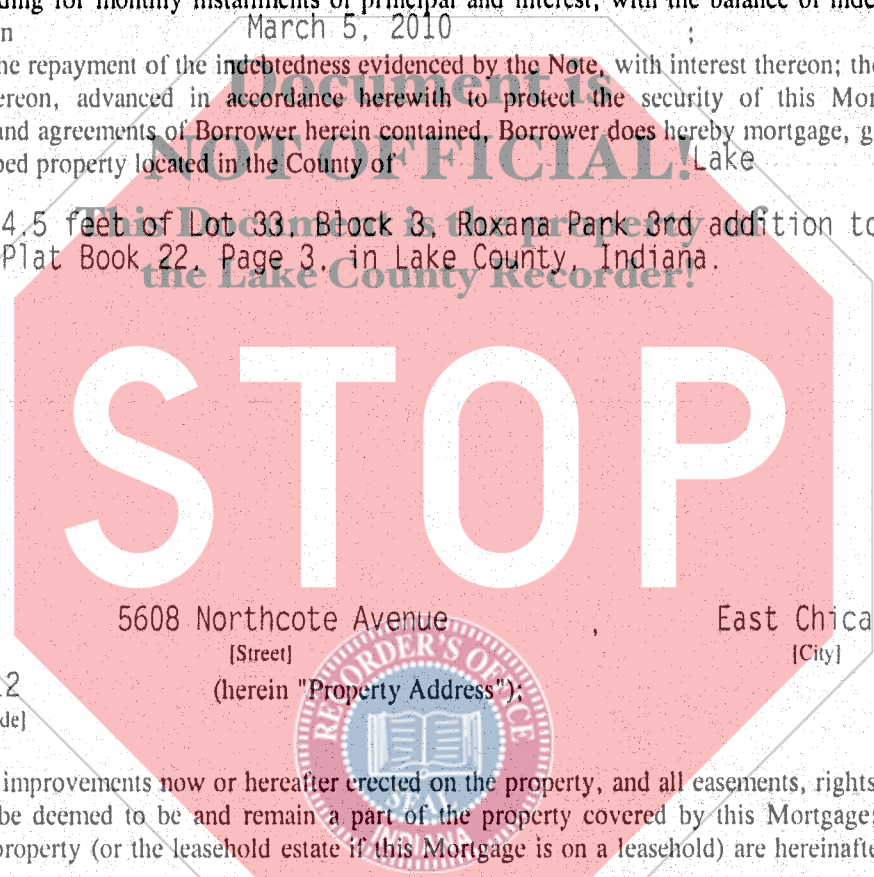 ding for monthly installments of principal and interest, with the balance of inde
n March 5, 2010 ;
he repayment of the indebtedness evidenced by the Note, with interest thereon; the
ereon, advanced in accordance herewith to protect the security of this Mor
and agreements of Borrower herein contained, Borrower does hereby mortgage, g
bed property located in the County of Lake
Document is
NOT OFFICIAL!
This Document is the property
the Lake County Recorder!
4.5 feet of Lot 33, Block 3, Roxana Park 3rd addition to
Plat Book 22, Page 3, in Lake County, Indiana.
STOP
5608 Northcote Avenue , East Chica
[Street] [City]
2 (herein "Property Address");
de]
RECORDER'S OFFICE
SEAL
INDIANA
improvements now or hereafter erected on the property, and all easements, rights
be deemed to be and remain a part of the property covered by this Mortgage;
property (or the leasehold estate if this Mortgage is on a leasehold) are hereinafte